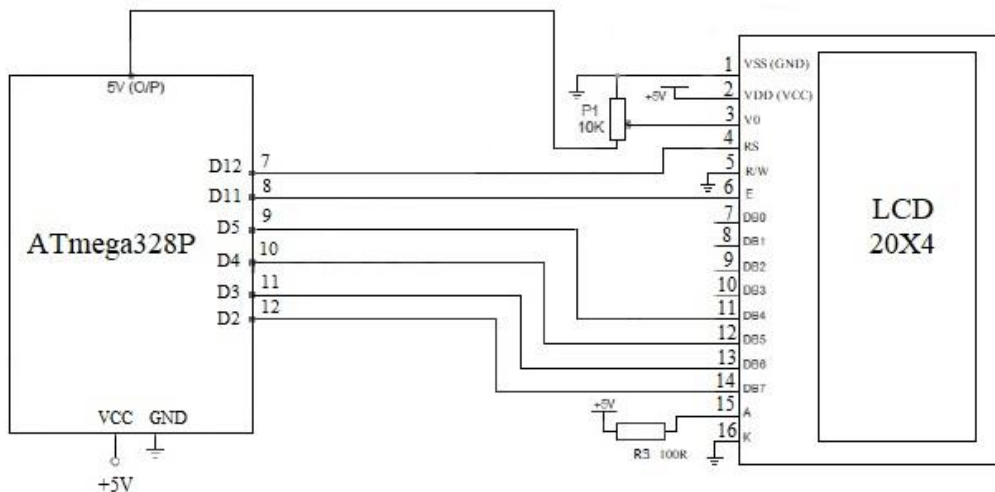 5V (O/P)
D12 7
D11 8
D5 9
D4 10
D3 11
D2 12
ATmega328P
VCC GND
+5V
P1
10K
+5V
1 VSS (GND)
2 VDD (VCC)
3 V0
4 RS
5 R/W
6 E
7 DB0
8 DB1
9 DB2
10 DB3
11 DB4
12 DB5
13 DB6
14 DB7
15 A
16 K
+5V
R3 100R
LCD
20X4